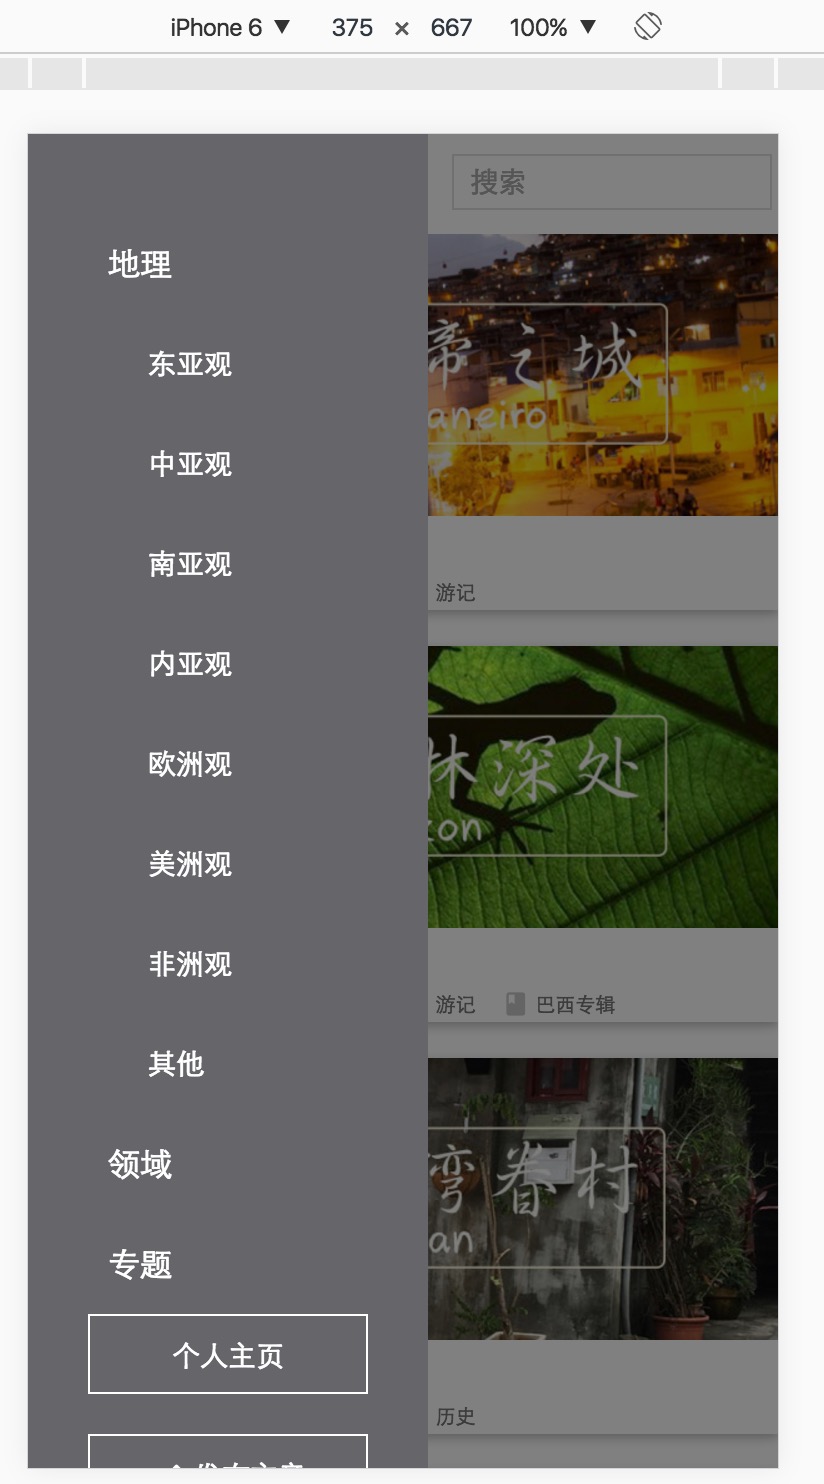 iPhone 6 ▼ 375 × 667 100% ▼
搜索
地理
东亚观
中亚观
南亚观
内亚观
欧洲观
美洲观
非洲观
其他
领域
专题
个人主页
帝之城
aneiro
游记
林深处
on
游记 巴西专辑
湾眷村
an
历史